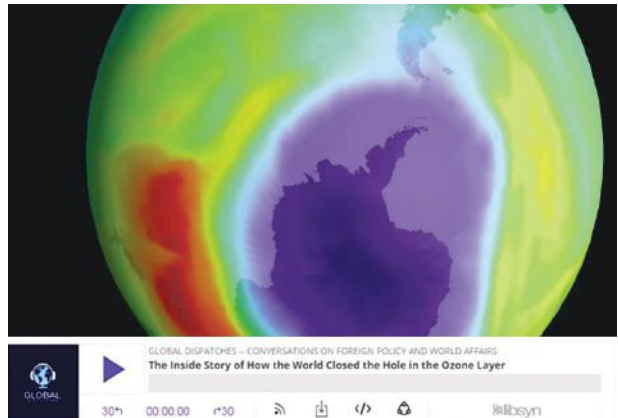 GLOBAL DISPATCHES -- CONVERSATIONS ON FOREIGN POLICY AND WORLD AFFAIRS
The Inside Story of How the World Closed the Hole in the Ozone Layer
GLOBAL
30 00:00:00 30 </>
libsyn